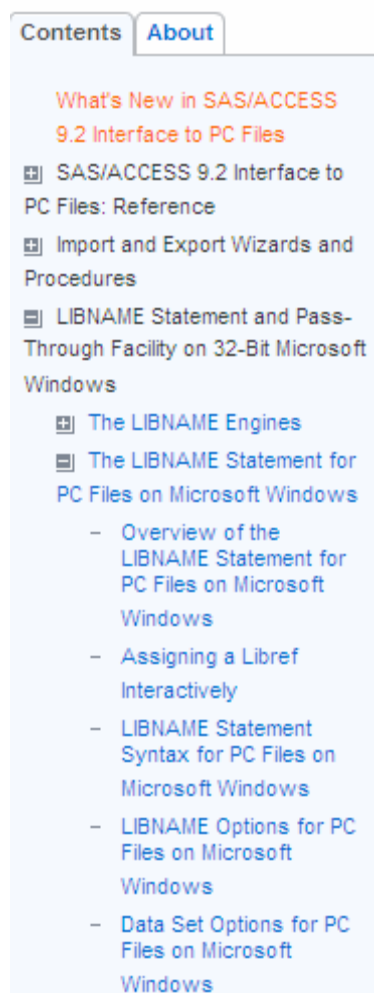 Contents About
What's New in SAS/ACCESS
9.2 Interface to PC Files
SAS/ACCESS 9.2 Interface to
PC Files: Reference
Import and Export Wizards and
Procedures
LIBNAME Statement and Pass-
Through Facility on 32-Bit Microsoft
Windows
The LIBNAME Engines
The LIBNAME Statement for
PC Files on Microsoft Windows
– Overview of the
LIBNAME Statement for
PC Files on Microsoft
Windows
– Assigning a Libref
Interactively
– LIBNAME Statement
Syntax for PC Files on
Microsoft Windows
– LIBNAME Options for PC
Files on Microsoft
Windows
– Data Set Options for PC
Files on Microsoft
Windows